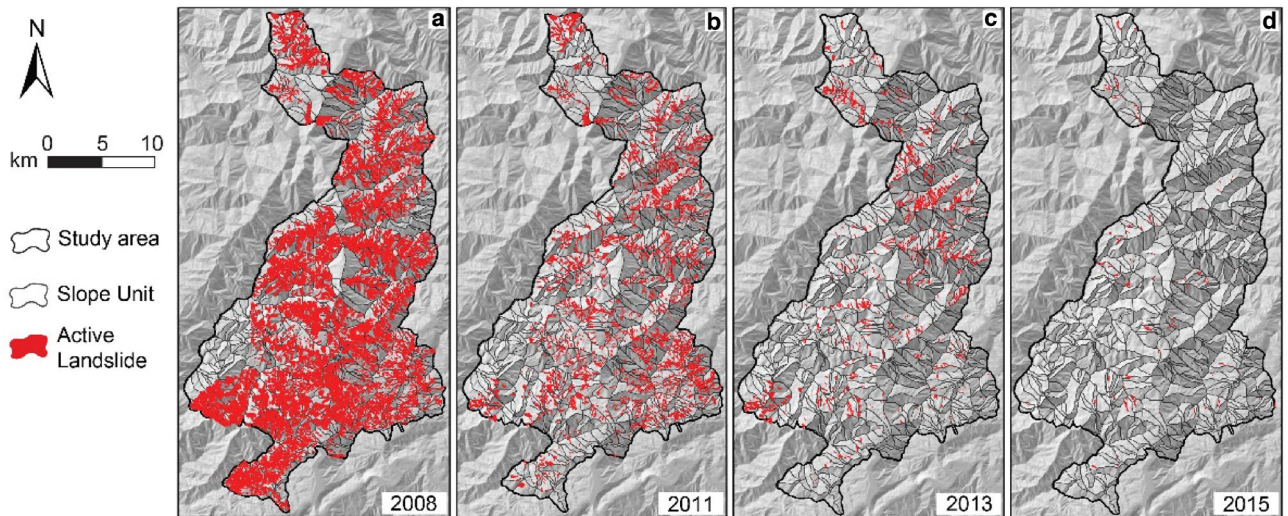 N
km 0 5 10
Study area
Slope Unit
Active
Landslide
a
2008
b
2011
c
2013
d
2015